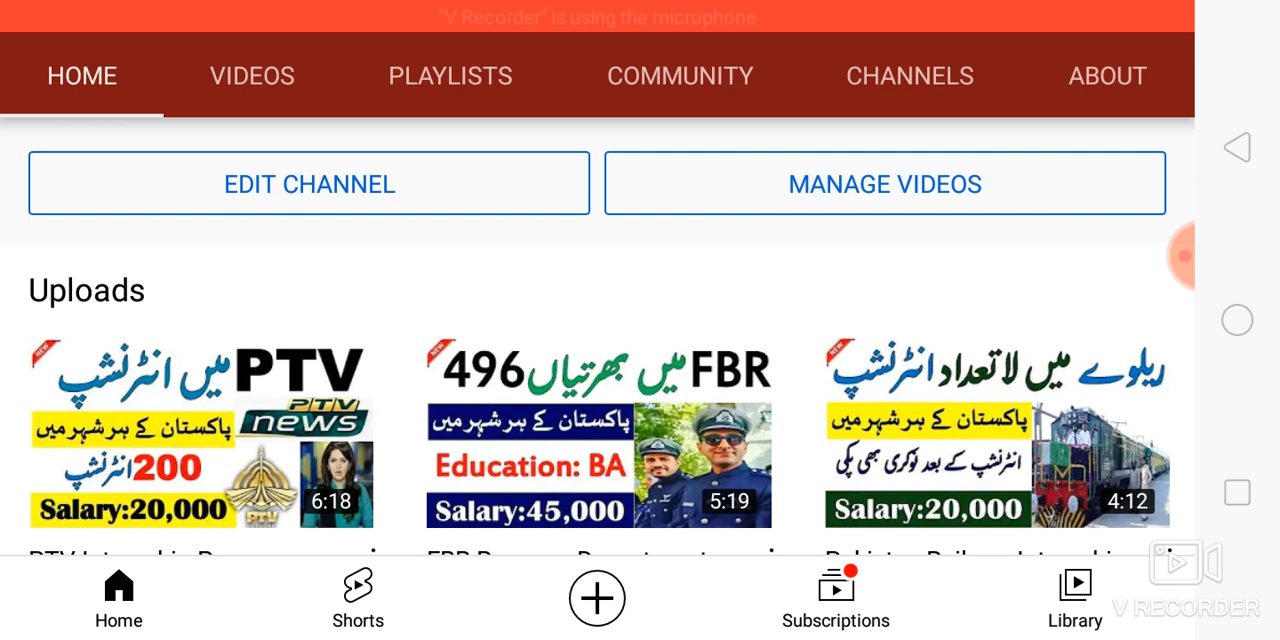 "V Recorder" is using the microphone
HOME VIDEOS PLAYLISTS COMMUNITY CHANNELS ABOUT
EDIT CHANNEL MANAGE VIDEOS
Uploads
NEW
PTV میں انٹرنشپ
PTV news
پاکستان کے ہر شہر میں
200 انٹرنشپ
PTV
Salary:20,000
6:18
NEW
FBR میں بھرتیاں 496
پاکستان کے ہر شہر میں
Education: BA
Salary:45,000
5:19
NEW
ریلوے میں لاتعداد انٹرنشپ
پاکستان کے ہر شہر میں
انٹرنشپ کے بعد نوکری بھی پکی
Salary:20,000
4:12
Home Shorts Subscriptions Library
V RECORDER